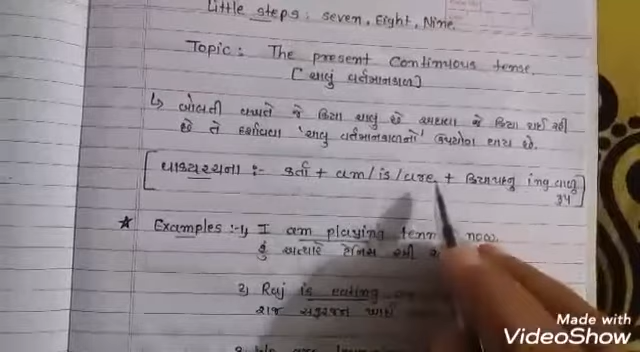 Little steps: seven, Eight, Nine.
Topic: The present continuous tense.
[ચાલું વર્તમાનકાળ]
↳ બોલતી વખતે જે ક્રિયા ચાલું છે અથવા જે ક્રિયા થઈ રહી
છે તે દર્શાવવા 'ચાલું વર્તમાનકાળનો' ઉપયોગ થાય છે.
[વાક્યરચના :- કર્તા + am/is/are + ક્રિયાપદનું ing વાળું
રૂપ]
★ Examples :- 1) I am playing tenn now.
હું અત્યારે ટેનિસ રમી
2) Raj is eating
રાજ સફરજન ખાઈ
Made with
VideoShow